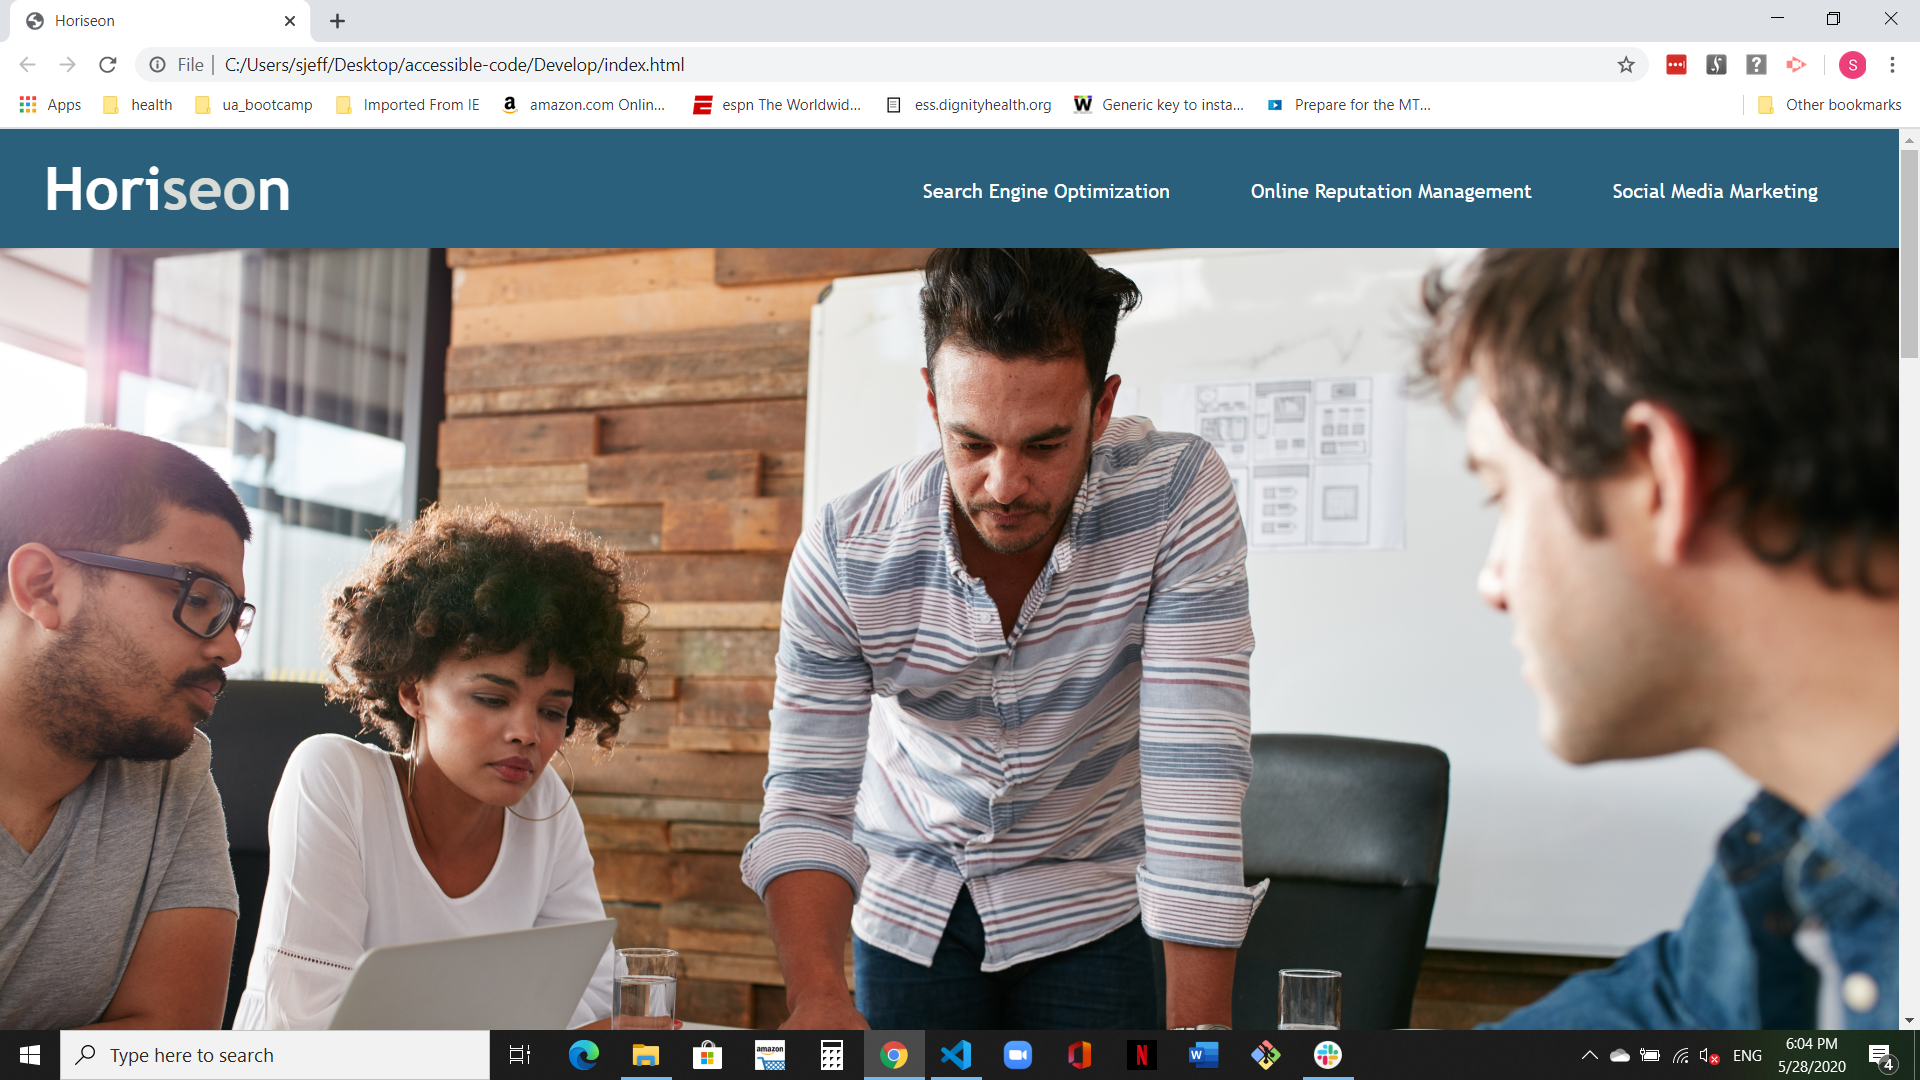 Horiseon
File | C:/Users/sjeff/Desktop/accessible-code/Develop/index.html
S
Apps health ua_bootcamp Imported From IE amazon.com Onlin... espn The Worldwid... ess.dignityhealth.org Generic key to insta... Prepare for the MT... Other bookmarks
Horiseon Search Engine Optimization Online Reputation Management Social Media Marketing
Type here to search
amazon
ENG
6:04 PM
5/28/2020
4